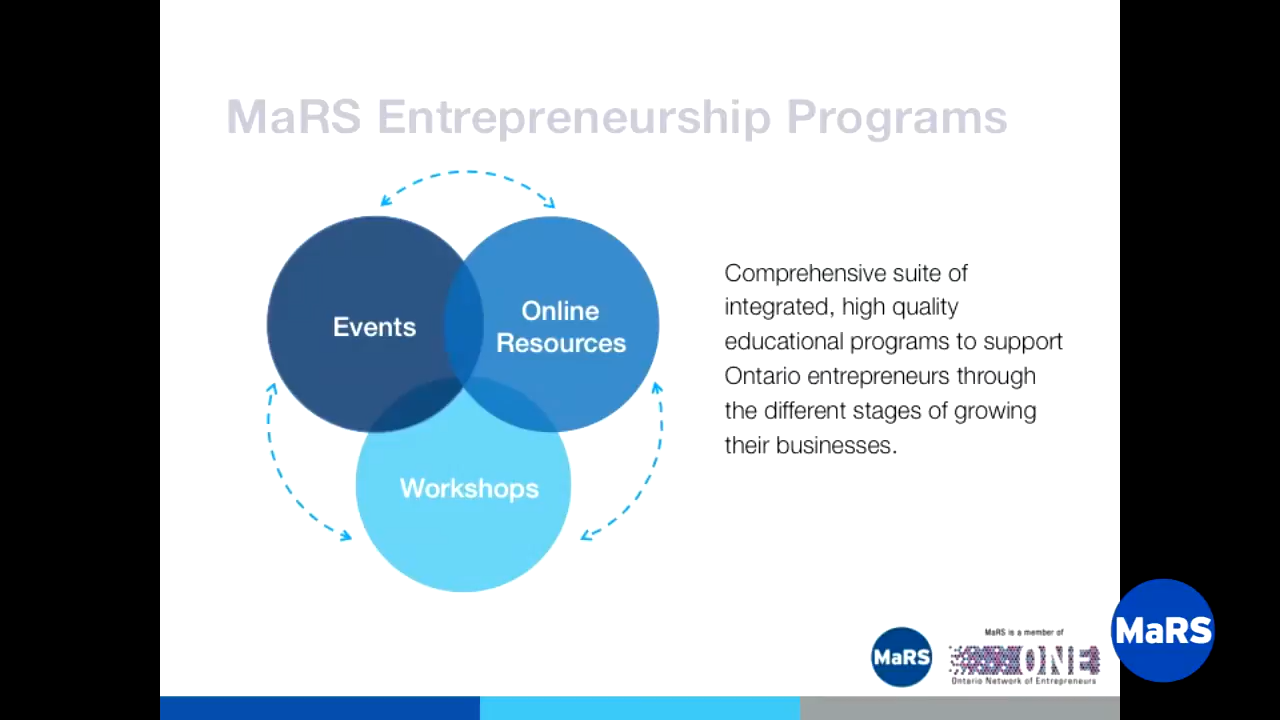 MaRS Entrepreneurship Programs
Events
Online
Resources
Workshops
Comprehensive suite of
integrated, high quality
educational programs to support
Ontario entrepreneurs through
the different stages of growing
their businesses.
MaRS
MaRS is a member of
ONE
Ontario Network of Entrepreneurs
MaRS